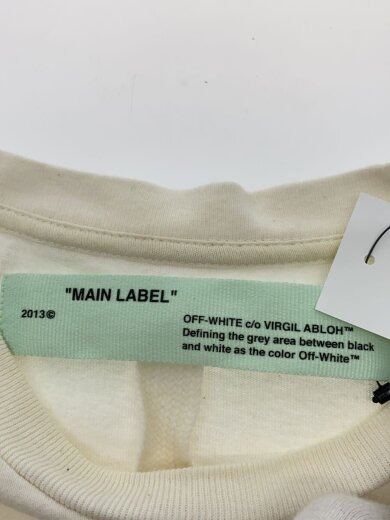 "MAIN LABEL"
2013©
OFF-WHITE c/o VIRGIL ABLOH™
Defining the grey area between black
and white as the color Off-White™